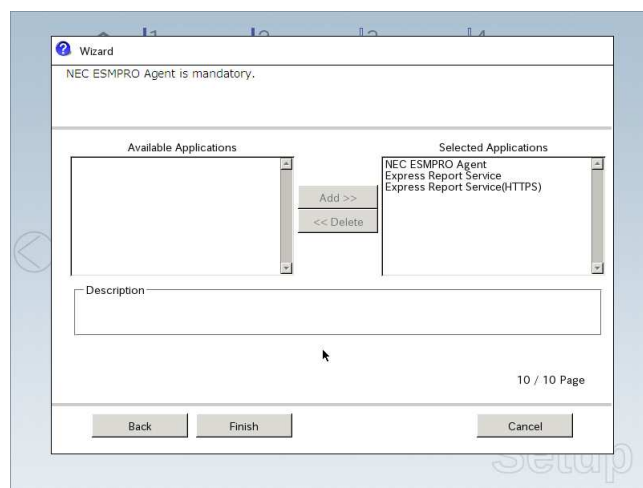 Wizard
NEC ESMPRO Agent is mandatory.
Available Applications
Selected Applications
NEC ESMPRO Agent
Express Report Service
Express Report Service(HTTPS)
Add >>
<< Delete
Description
10 / 10 Page
Back
Finish
Cancel
Setup